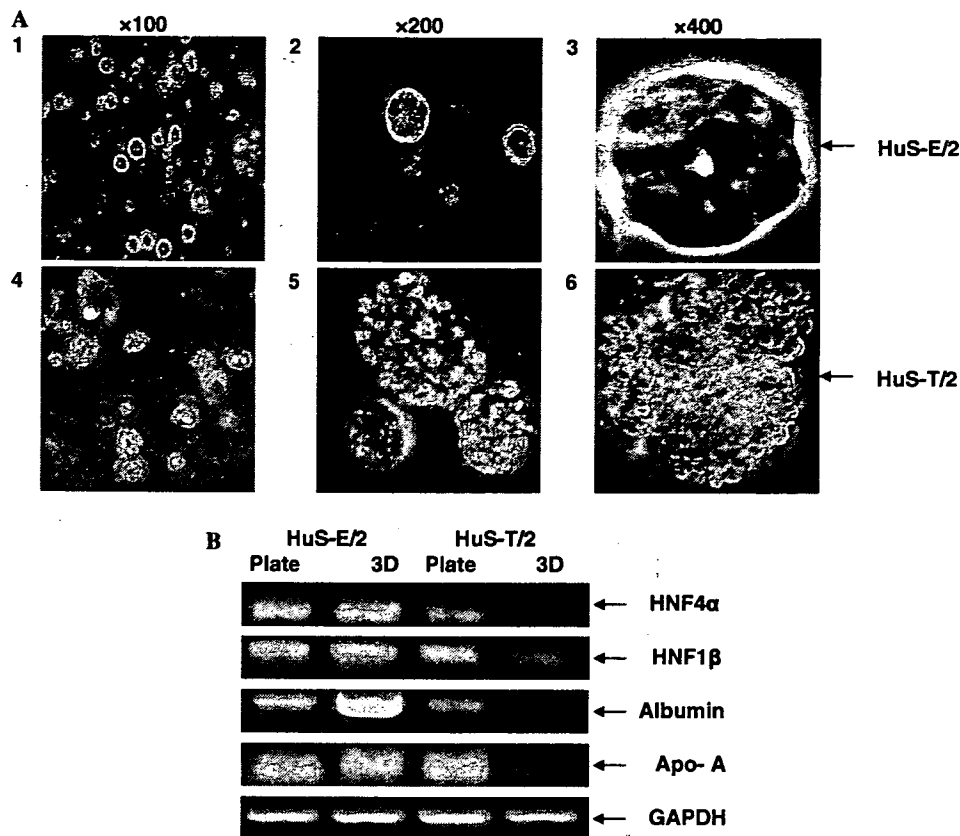 A
×100 ×200 ×400
1 2 3
HuS-E/2
4 5 6
HuS-T/2
B
HuS-E/2 HuS-T/2
Plate 3D Plate 3D
HNF4α
HNF1β
Albumin
Apo- A
GAPDH